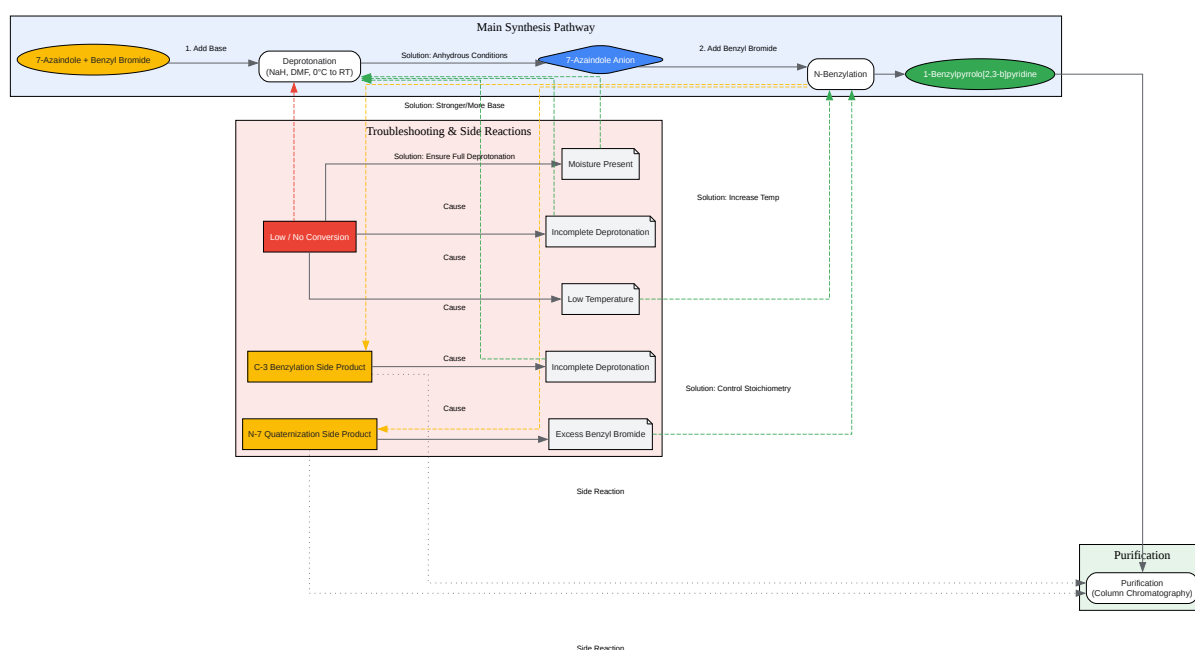 Main Synthesis Pathway
7-Azaindole + Benzyl Bromide
1. Add Base
Deprotonation
(NaH, DMF, 0°C to RT)
Solution: Anhydrous Conditions
7-Azaindole Anion
2. Add Benzyl Bromide
N-Benzylation
1-Benzylpyrrolo[2,3-b]pyridine
Solution: Stronger/More Base
Troubleshooting & Side Reactions
Solution: Ensure Full Deprotonation
Moisture Present
Solution: Increase Temp
Cause
Low / No Conversion
Incomplete Deprotonation
Cause
Low Temperature
Cause
Cause
C-3 Benzylation Side Product
Incomplete Deprotonation
Solution: Control Stoichiometry
Cause
N-7 Quaternization Side Product
Excess Benzyl Bromide
Side Reaction
Purification
Purification
(Column Chromatography)
Side Reaction